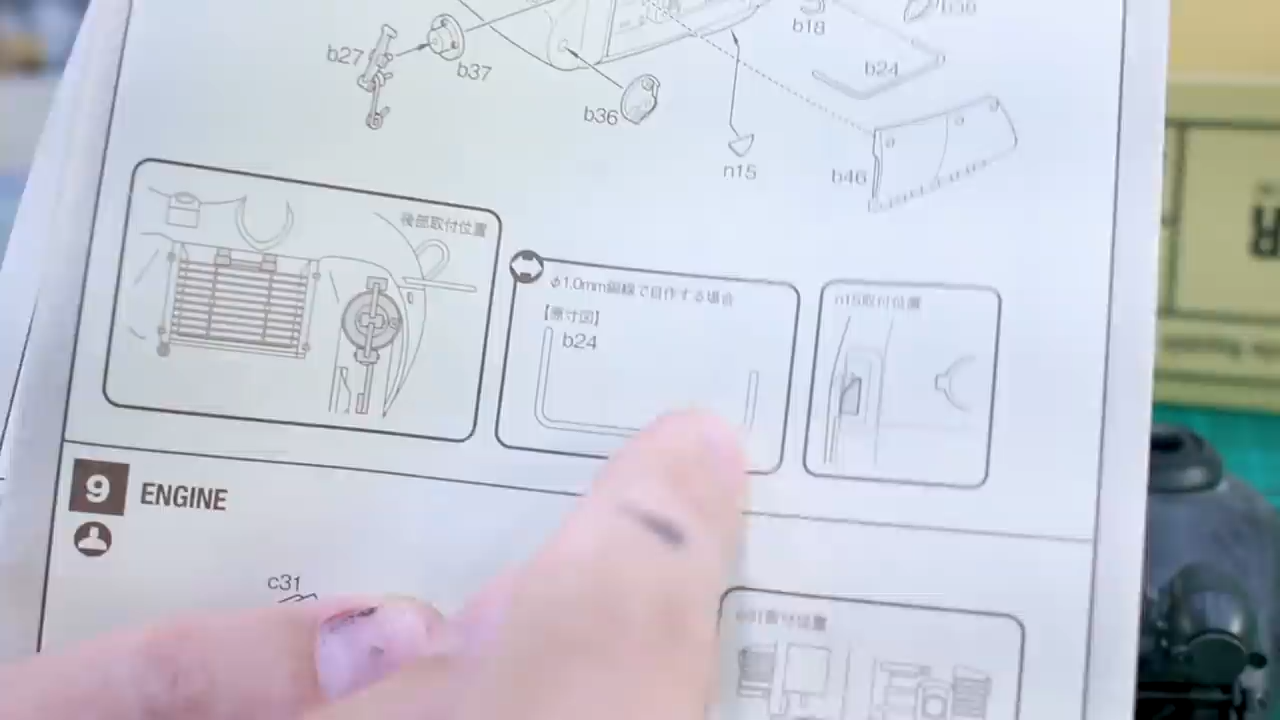 b18
b27
b37
b24
b36
n15
b46
後部取付位置
φ1.0mm銅線で自作する場合
【原寸図】
b24
n15取付位置
9 ENGINE
c31
R